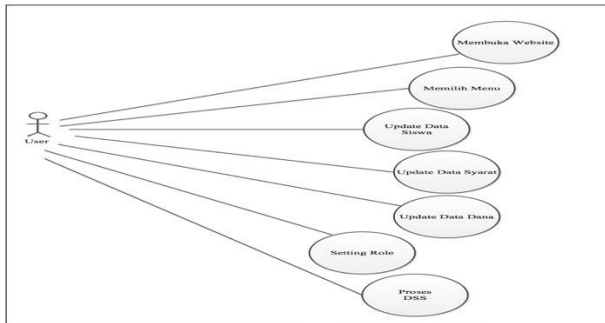 Membuka Website
Memilih Menu
User
Update Data
Siswa
Update Data Syarat
Update Data Dana
Setting Role
Proses
DSS